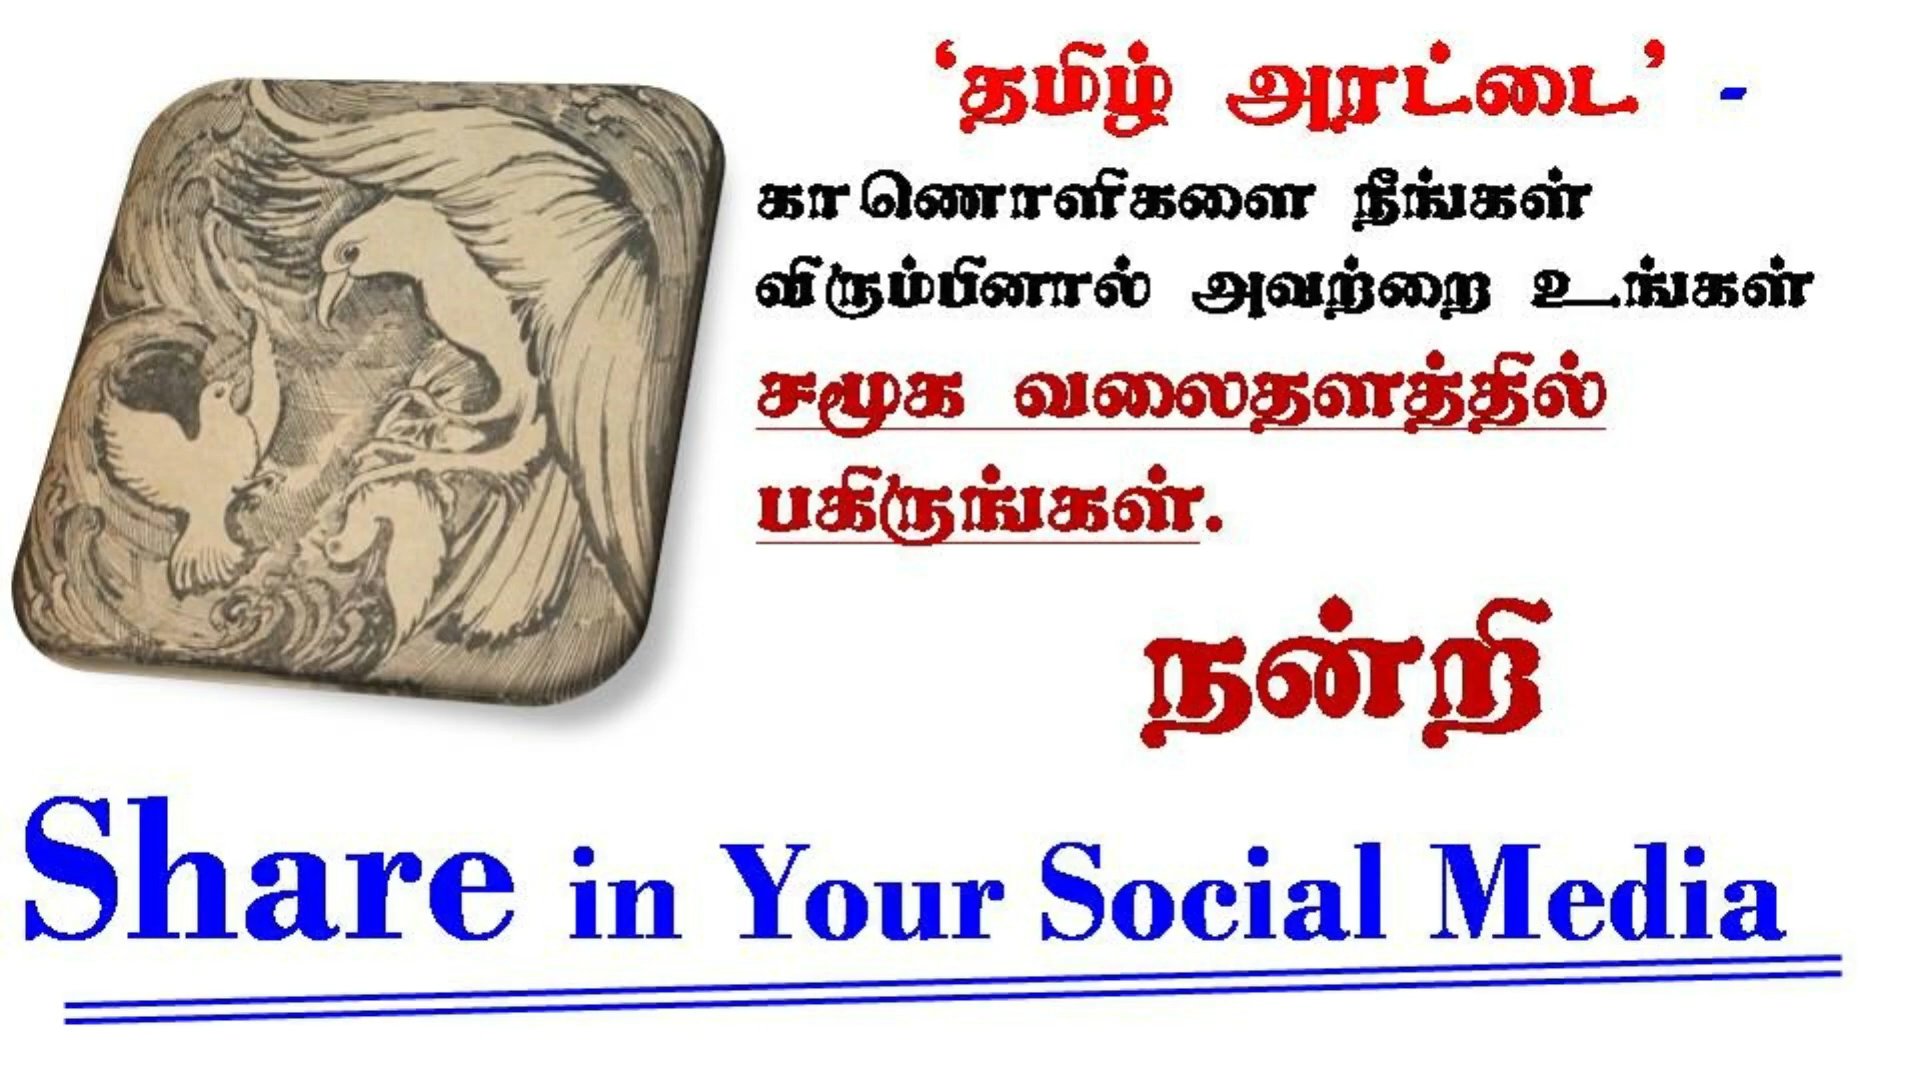 ‘தமிழ் அரட்டை’ -
காணொளிகளை நீங்கள்
விரும்பினால் அவற்றை உங்கள்
சமூக வலைதளத்தில்
பகிருங்கள்.
நன்றி
Share in Your Social Media